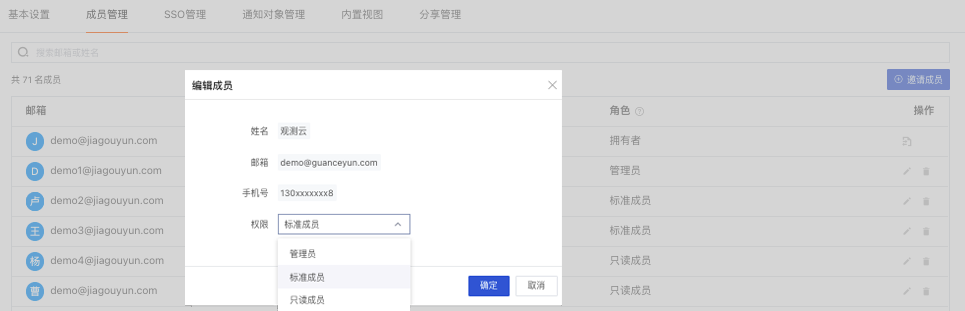 基本设置 成员管理 SSO管理 通知对象管理 内置视图 分享管理
搜索邮箱或姓名
共 71 名成员 邀请成员
邮箱 角色 操作
J demo@jiagouyun.com 拥有者
D demo1@jiagouyun.com 管理员
卢 demo2@jiagouyun.com 标准成员
王 demo3@jiagouyun.com 标准成员
杨 demo4@jiagouyun.com 只读成员
曹 demo@jiagouyun.com 只读成员
编辑成员
姓名 观测云
邮箱 demo@guanceyun.com
手机号 130xxxxxxx8
权限 标准成员
管理员
标准成员
只读成员
确定 取消